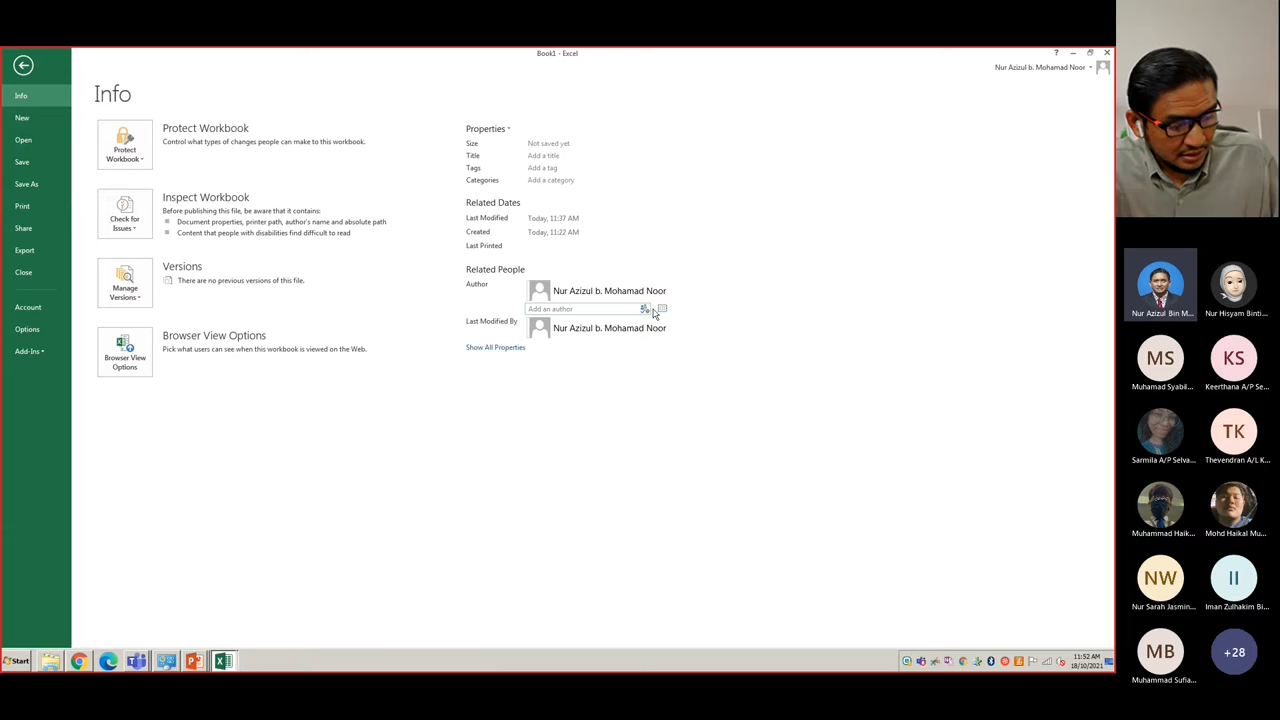 Book1 - Excel
?
Nur Azizul b. Mohamad Noor
Info
New
Open
Save
Save As
Print
Share
Export
Close
Account
Options
Add-Ins
Info
Protect Workbook
Protect Workbook
Control what types of changes people can make to this workbook.
Check for Issues
Inspect Workbook
Before publishing this file, be aware that it contains:
Document properties, printer path, author's name and absolute path
Content that people with disabilities find difficult to read
Manage Versions
Versions
There are no previous versions of this file.
Browser View Options
Browser View Options
Pick what users can see when this workbook is viewed on the Web.
Properties
Size Not saved yet
Title Add a title
Tags Add a tag
Categories Add a category
Related Dates
Last Modified Today, 11:37 AM
Created Today, 11:22 AM
Last Printed
Related People
Author Nur Azizul b. Mohamad Noor
Add an author
Last Modified By Nur Azizul b. Mohamad Noor
Show All Properties
Start
11:52 AM
18/10/2021
Nur Azizul Bin M...
Nur Hisyam Binti...
MS
KS
Muhamad Syabil...
Keerthana A/P Se...
TK
Sarmila A/P Selva...
Thevendran A/L K...
Muhammad Haik...
Mohd Haikal Mu...
NW
II
Nur Sarah Jasmin...
Iman Zulhakim Bi...
MB
+28
Muhammad Sufia...